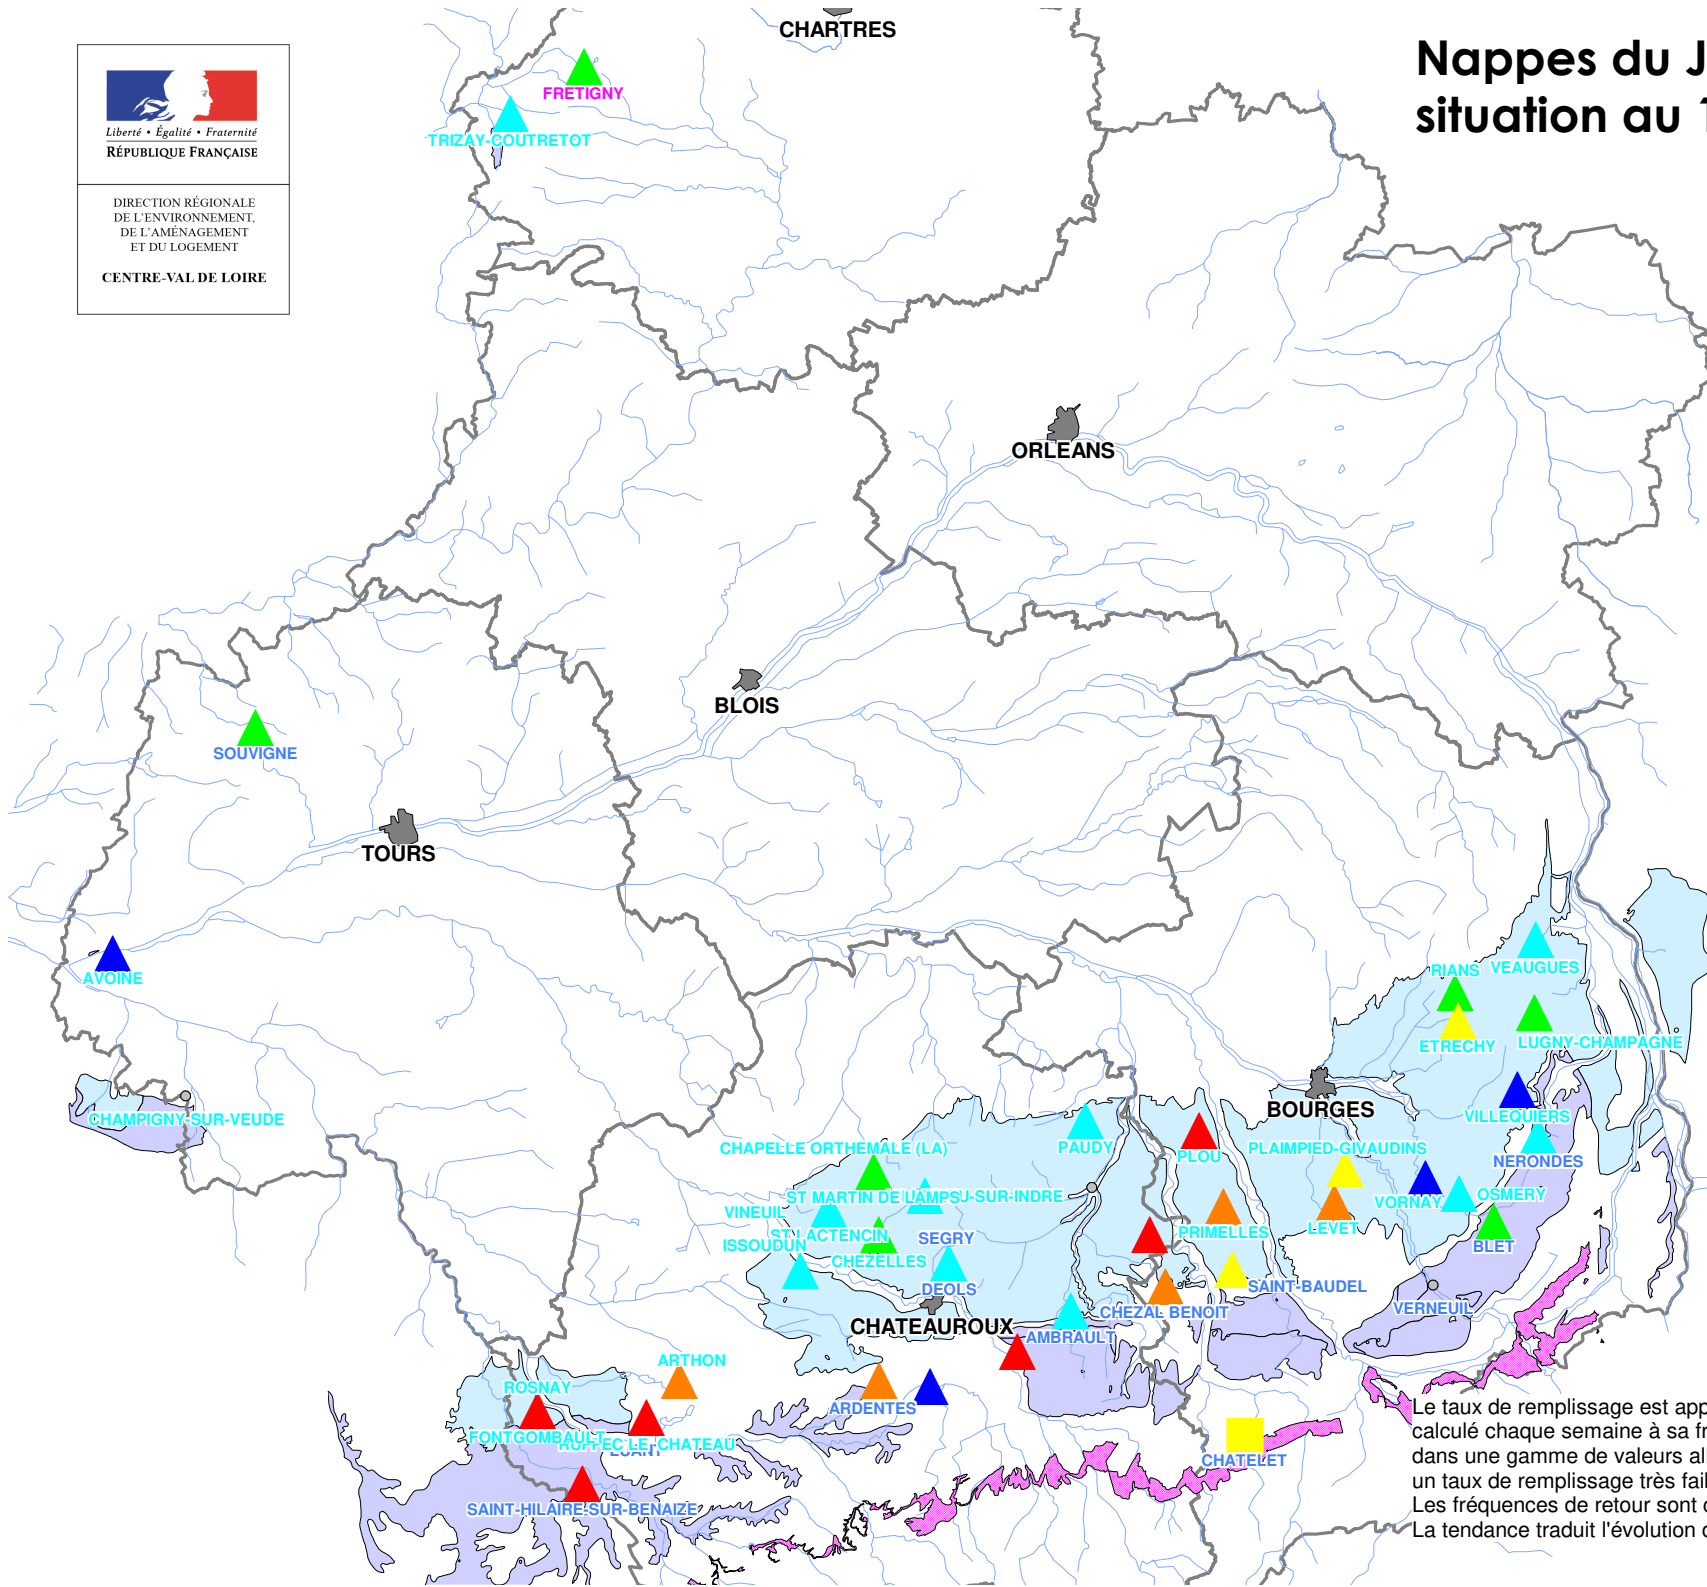 CHARTRES
Nappes du J
situation au 1
FRETIGNY
TRIZAY-COUTRETOT
Liberté • Égalité • Fraternité
RÉPUBLIQUE FRANÇAISE
DIRECTION RÉGIONALE
DE L'ENVIRONNEMENT,
DE L'AMÉNAGEMENT
ET DU LOGEMENT
CENTRE-VAL DE LOIRE
ORLEANS
BLOIS
SOUVIGNE
TOURS
AVOINE
RIANS
VEAUGUES
ETRECHY
LUGNY-CHAMPAGNE
BOURGES
VILLEQUIERS
CHAMPIGNY-SUR-VEUDE
CHAPELLE ORTHEMALE (LA)
PAUDY
PLOU
PLAIMPIED-GIVAUDINS
NERONDES
ST MARTIN DE LAMPS
U-SUR-INDRE
VINEUIL
OSMERY
VORNAY
ST LACTENCIN
ISSOUDUN
SEGRY
PRIMELLES
LEVET
BLET
CHEZELLES
DEOLS
SAINT-BAUDEL
CHEZAL BENOIT
VERNEUIL
CHATEAUROUX
AMBRAULT
ARTHON
ROSNAY
ARDENTES
FONTGOMBAULT
RUFFEC LE CHATEAU
LUANT
CHATELET
SAINT-HILAIRE-SUR-BENAIZE
Le taux de remplissage est app
calculé chaque semaine à sa fr
dans une gamme de valeurs al
un taux de remplissage très fail
Les fréquences de retour sont
La tendance traduit l'évolution